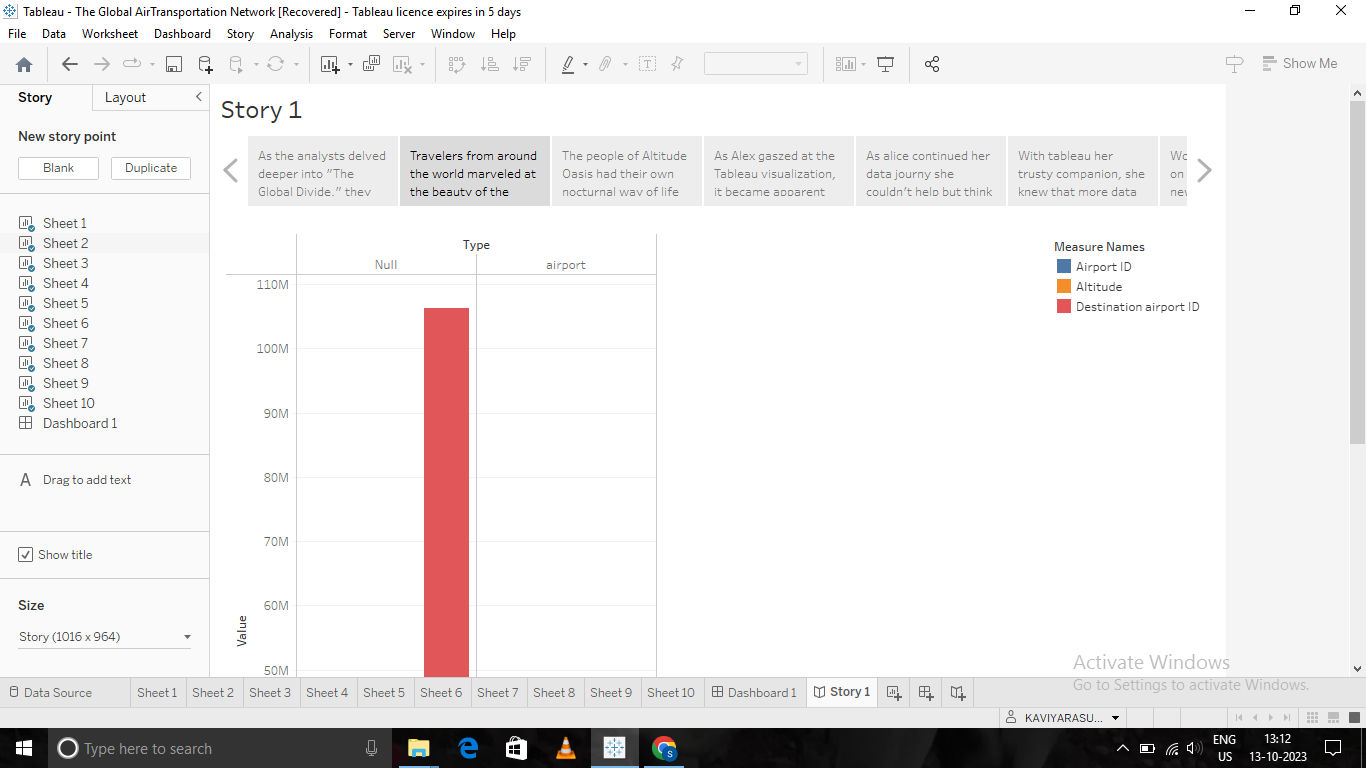 Tableau - The Global AirTransportation Network [Recovered] - Tableau licence expires in 5 days
File Data Worksheet Dashboard Story Analysis Format Server Window Help
Show Me
Story Layout
New story point
Blank Duplicate
Sheet 1
Sheet 2
Sheet 3
Sheet 4
Sheet 5
Sheet 6
Sheet 7
Sheet 8
Sheet 9
Sheet 10
Dashboard 1
A Drag to add text
Show title
Size
Story (1016 x 964)
Story 1
As the analysts delved
deeper into "The
Global Divide," they
Travelers from around
the world marveled at
the beauty of the
The people of Altitude
Oasis had their own
nocturnal way of life
As Alex gaszed at the
Tableau visualization,
it became apparent
As alice continued her
data journy she
couldn't help but think
With tableau her
trusty companion, she
knew that more data
on
Type
Null airport
110M
100M
90M
80M
70M
60M
50M
Value
Measure Names
Airport ID
Altitude
Destination airport ID
Activate Windows
Go to Settings to activate Windows.
Data Source Sheet 1 Sheet 2 Sheet 3 Sheet 4 Sheet 5 Sheet 6 Sheet 7 Sheet 8 Sheet 9 Sheet 10 Dashboard 1 Story 1
KAVIYARASU...
Type here to search
ENG
US
13:12
13-10-2023